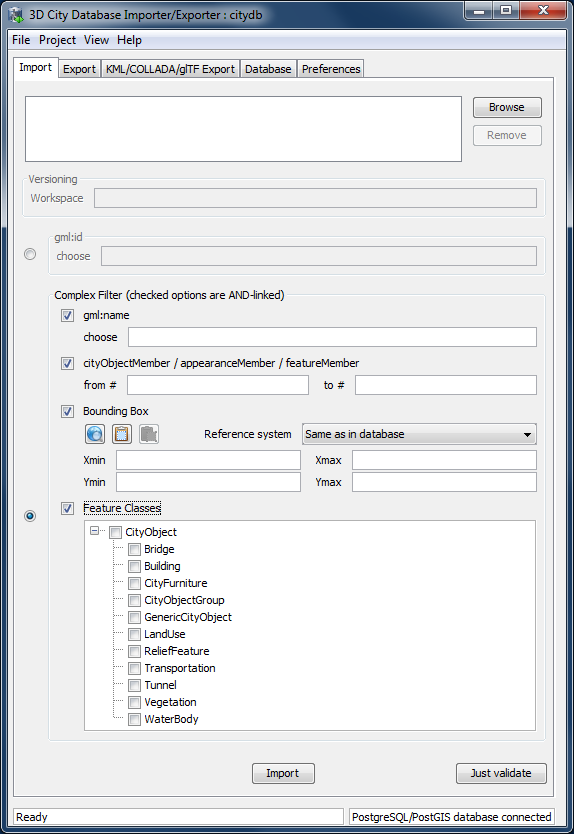 3D City Database Importer/Exporter : citydb
File Project View Help
Import Export KML/COLLADA/glTF Export Database Preferences
Browse
Remove
Versioning
Workspace
gml:id
choose
Complex Filter (checked options are AND-linked)
gml:name
choose
cityObjectMember / appearanceMember / featureMember
from # to #
Bounding Box
Reference system Same as in database
Xmin Xmax
Ymin Ymax
Feature Classes
CityObject
Bridge
Building
CityFurniture
CityObjectGroup
GenericCityObject
LandUse
ReliefFeature
Transportation
Tunnel
Vegetation
WaterBody
Import Just validate
Ready PostgreSQL/PostGIS database connected